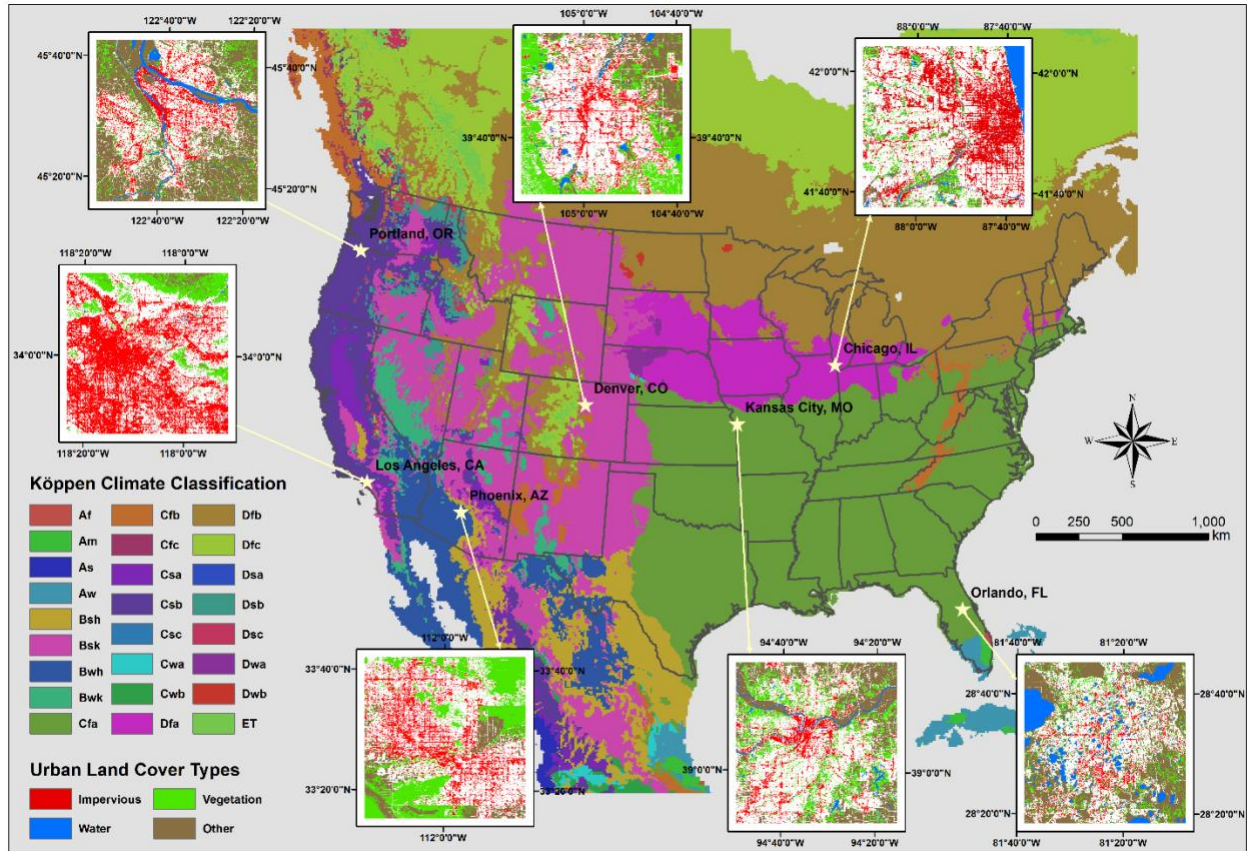 122°40'0"W 122°20'0"W
45°40'0"N 45°40'0"N
45°20'0"N 45°20'0"N
122°40'0"W 122°20'0"W
105°0'0"W 104°40'0"W
39°40'0"N 39°40'0"N
105°0'0"W 104°40'0"W
88°0'0"W 87°40'0"W
42°0'0"N 42°0'0"N
41°40'0"N 41°40'0"N
88°0'0"W 87°40'0"W
118°20'0"W 118°0'0"W
34°0'0"N 34°0'0"N
118°20'0"W 118°0'0"W
Portland, OR
Chicago, IL
Denver, CO
Kansas City, MO
Los Angeles, CA
Phoenix, AZ
Orlando, FL
N
W E
S
0 250 500 1,000
km
Köppen Climate Classification
Af Cfb Dfb
Am Cfc Dfc
As Csa Dsa
Aw Csb Dsb
Bsh Csc Dsc
Bsk Cwa Dwa
Bwh Cwb Dwb
Bwk Dfa ET
Cfa
Urban Land Cover Types
Impervious Vegetation
Water Other
112°0'0"W
33°40'0"N 33°40'0"N
33°20'0"N 33°20'0"N
112°0'0"W
94°40'0"W 94°20'0"W
39°0'0"N 39°0'0"N
94°40'0"W 94°20'0"W
81°40'0"W 81°20'0"W
28°40'0"N 28°40'0"N
28°20'0"N 28°20'0"N
81°40'0"W 81°20'0"W